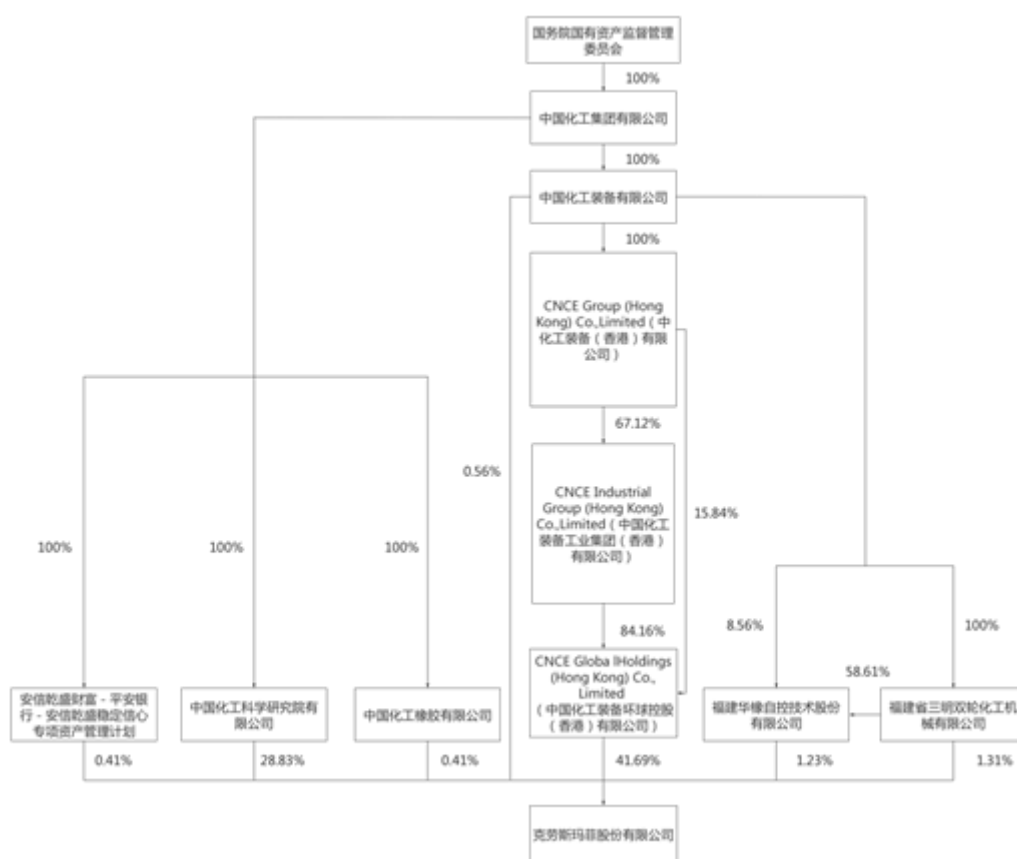 国务院国有资产监督管理
委员会
100%
中国化工集团有限公司
100%
中国化工装备有限公司
100%
CNCE Group (Hong
Kong) Co.,Limited（中
化工装备（香港）有限
公司）
67.12%
0.56%
CNCE Industrial
Group (Hong Kong)
Co.,Limited（中国化工
装备工业集团（香港）
有限公司）
15.84%
100%
100%
100%
84.16%
8.56%
100%
58.61%
CNCE Globa lHoldings
(Hong Kong) Co.,
Limited
（中国化工装备环球控股
（香港）有限公司）
安信乾盛财富－平安银
行－安信乾盛稳定信心
专项资产管理计划
中国化工科学研究院有
限公司
中国化工橡胶有限公司
福建华橡自控技术股份
有限公司
福建省三明双轮化工机
械有限公司
0.41%
28.83%
0.41%
41.69%
1.23%
1.31%
克劳斯玛菲股份有限公司